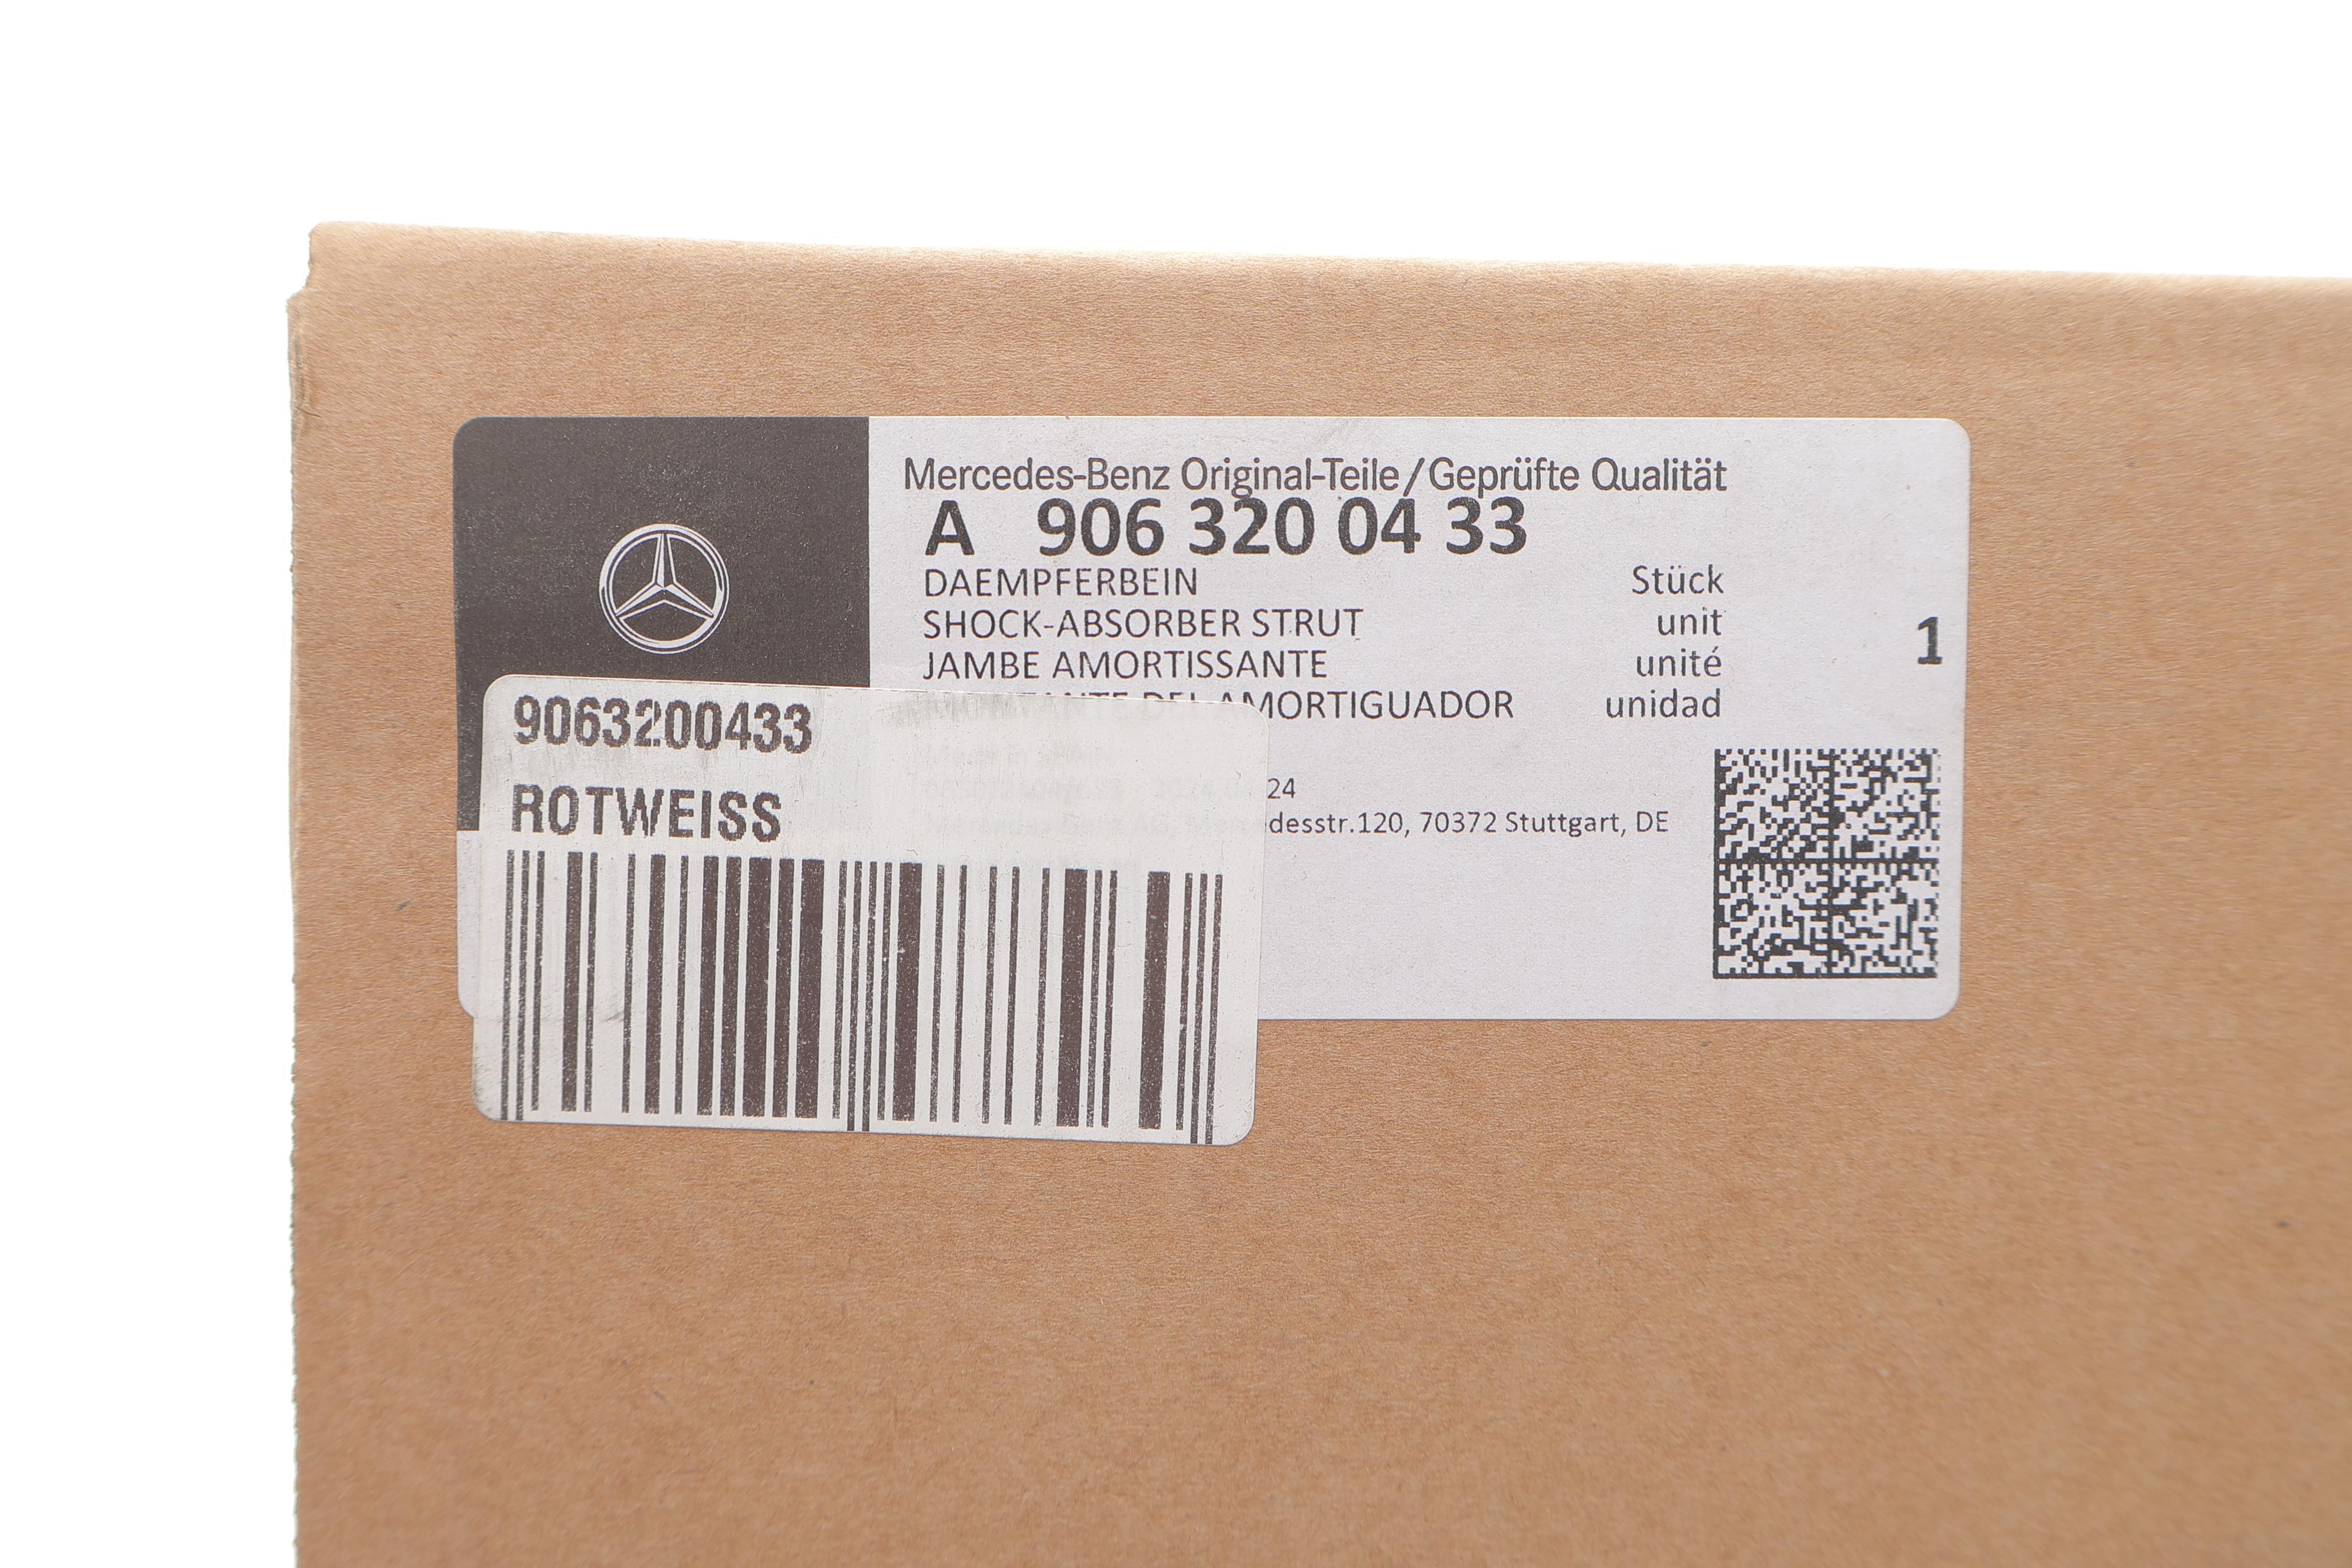 Mercedes-Benz Original-Teile/Geprüfte Qualität
A 906 320 04 33
DAEMPFERBEIN Stück
SHOCK-ABSORBER STRUT unit
JAMBE AMORTISSANTE unité
AMORTIGUADOR unidad
1
24
desstr.120, 70372 Stuttgart, DE
9063200433
ROTWEISS